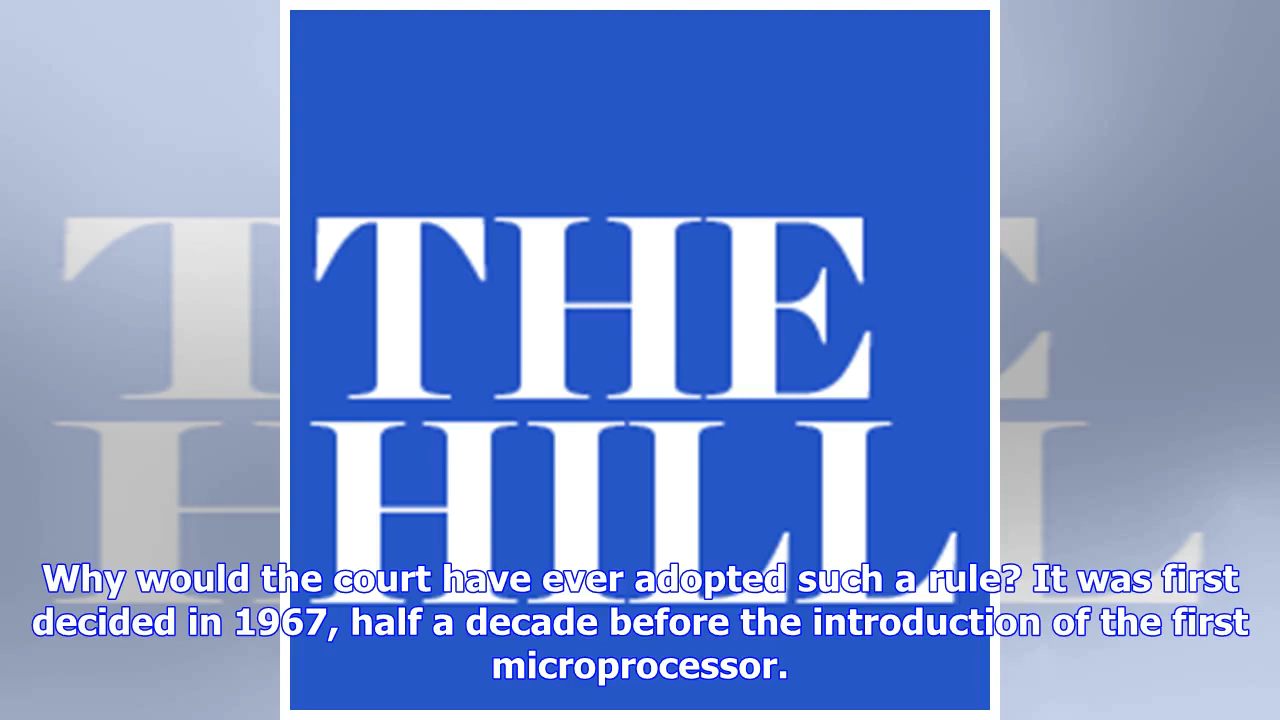 THE
HILL
Why would the court have ever adopted such a rule? It was first
decided in 1967, half a decade before the introduction of the first
microprocessor.